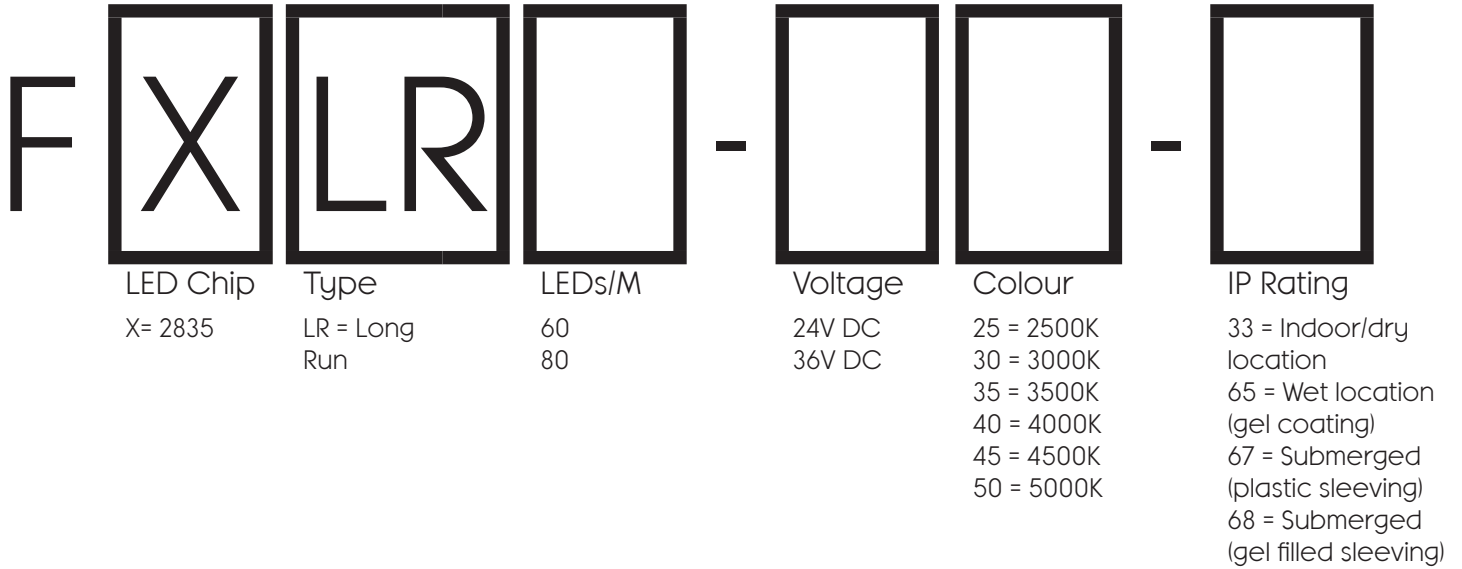 F X LR - -
LED Chip
X= 2835
Type
LR = Long
Run
LEDs/M
60
80
Voltage
24V DC
36V DC
Colour
25 = 2500K
30 = 3000K
35 = 3500K
40 = 4000K
45 = 4500K
50 = 5000K
IP Rating
33 = Indoor/dry
location
65 = Wet location
(gel coating)
67 = Submerged
(plastic sleeving)
68 = Submerged
(gel filled sleeving)